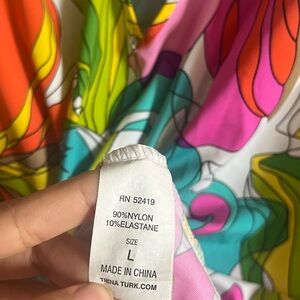 RN 52419
90%NYLON
10%ELASTANE
SIZE
L
MADE IN CHINA
TRINA TURK.COM